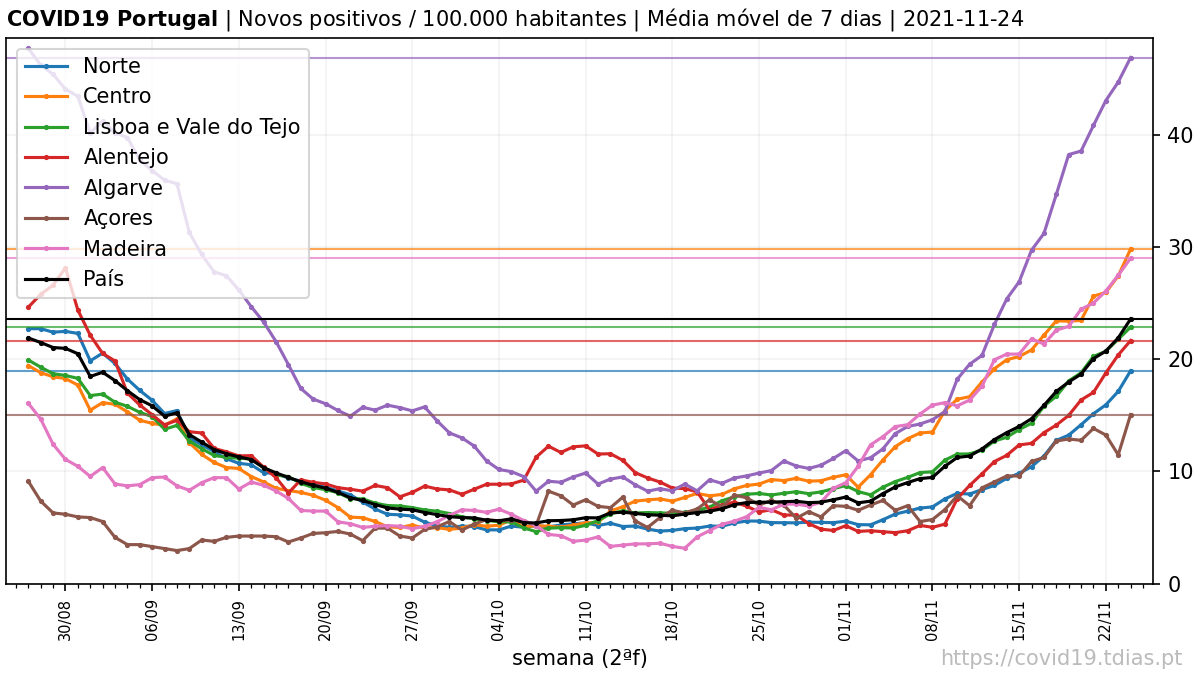 COVID19 Portugal | Novos positivos / 100.000 habitantes | Média móvel de 7 dias | 2021-11-24
Norte
Centro
Lisboa e Vale do Tejo
Alentejo
Algarve
Açores
Madeira
País
40
30
20
10
0
30/08
06/09
13/09
20/09
27/09
04/10
11/10
18/10
25/10
01/11
08/11
15/11
22/11
semana (2ªf)
https://covid19.tdias.pt